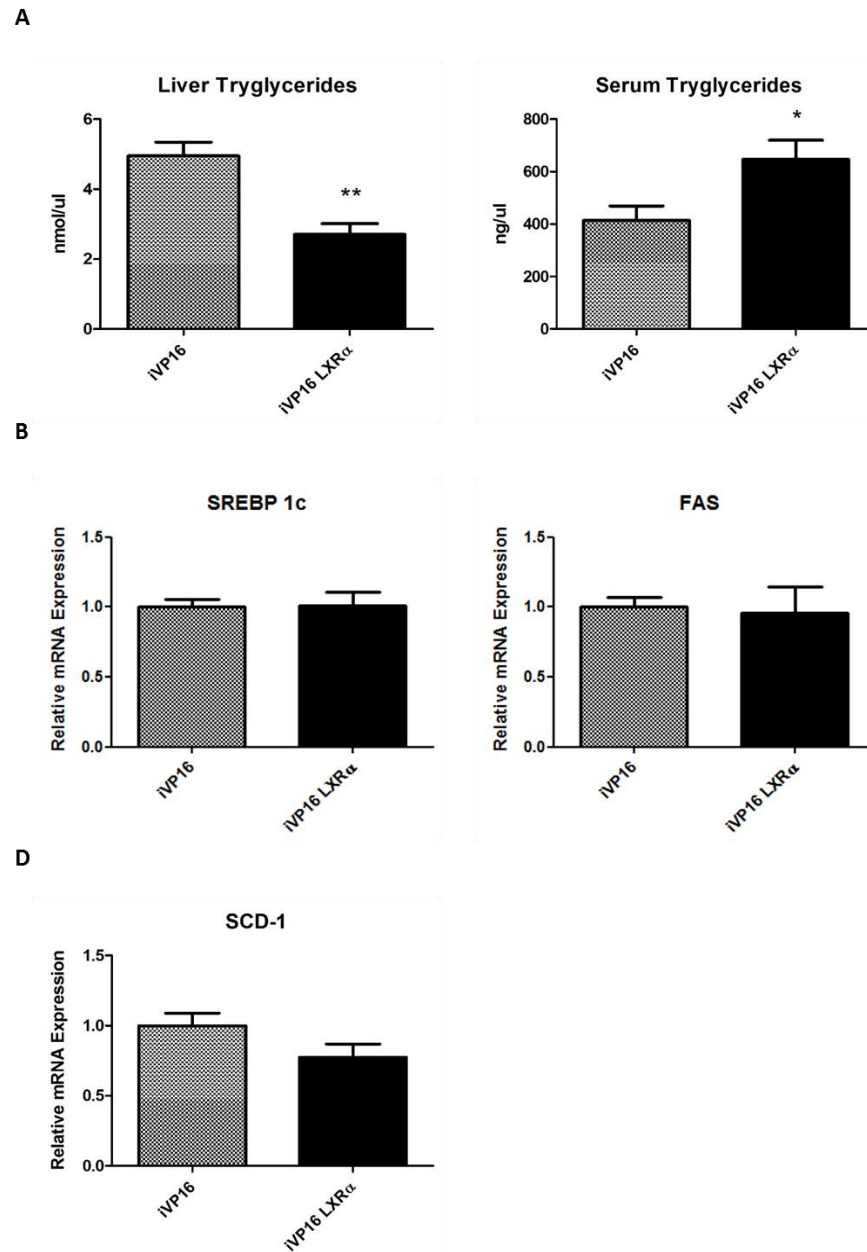 A
Liver Tryglycerides
6
4
2
0
nmol/ul
**
iVP16
iVP16 LXRα
Serum Tryglycerides
800
600
400
200
0
ng/ul
*
iVP16
iVP16 LXRα
B
SREBP 1c
1.5
1.0
0.5
0.0
Relative mRNA Expression
iVP16
iVP16 LXRα
FAS
1.5
1.0
0.5
0.0
Relative mRNA Expression
iVP16
iVP16 LXRα
D
SCD-1
1.5
1.0
0.5
0.0
Relative mRNA Expression
iVP16
iVP16 LXRα